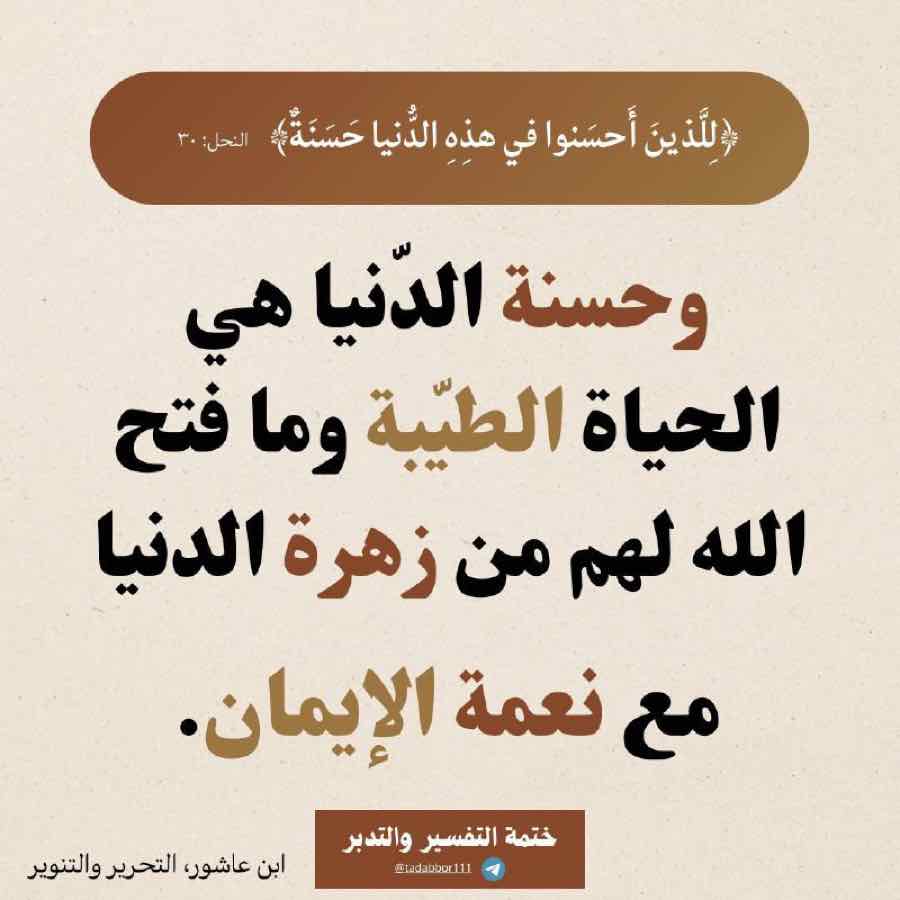 ﴿لِلَّذينَ أَحسَنوا في هذِهِ الدُّنيا حَسَنَةٌ﴾ النحل: ٣٠
وحسنة الدّنيا هي
الحياة الطيّبة وما فتح
الله لهم من زهرة الدنيا
مع نعمة الإيمان.
ختمة التفسير والتدبر
@tadabbor111
ابن عاشور، التحرير والتنوير